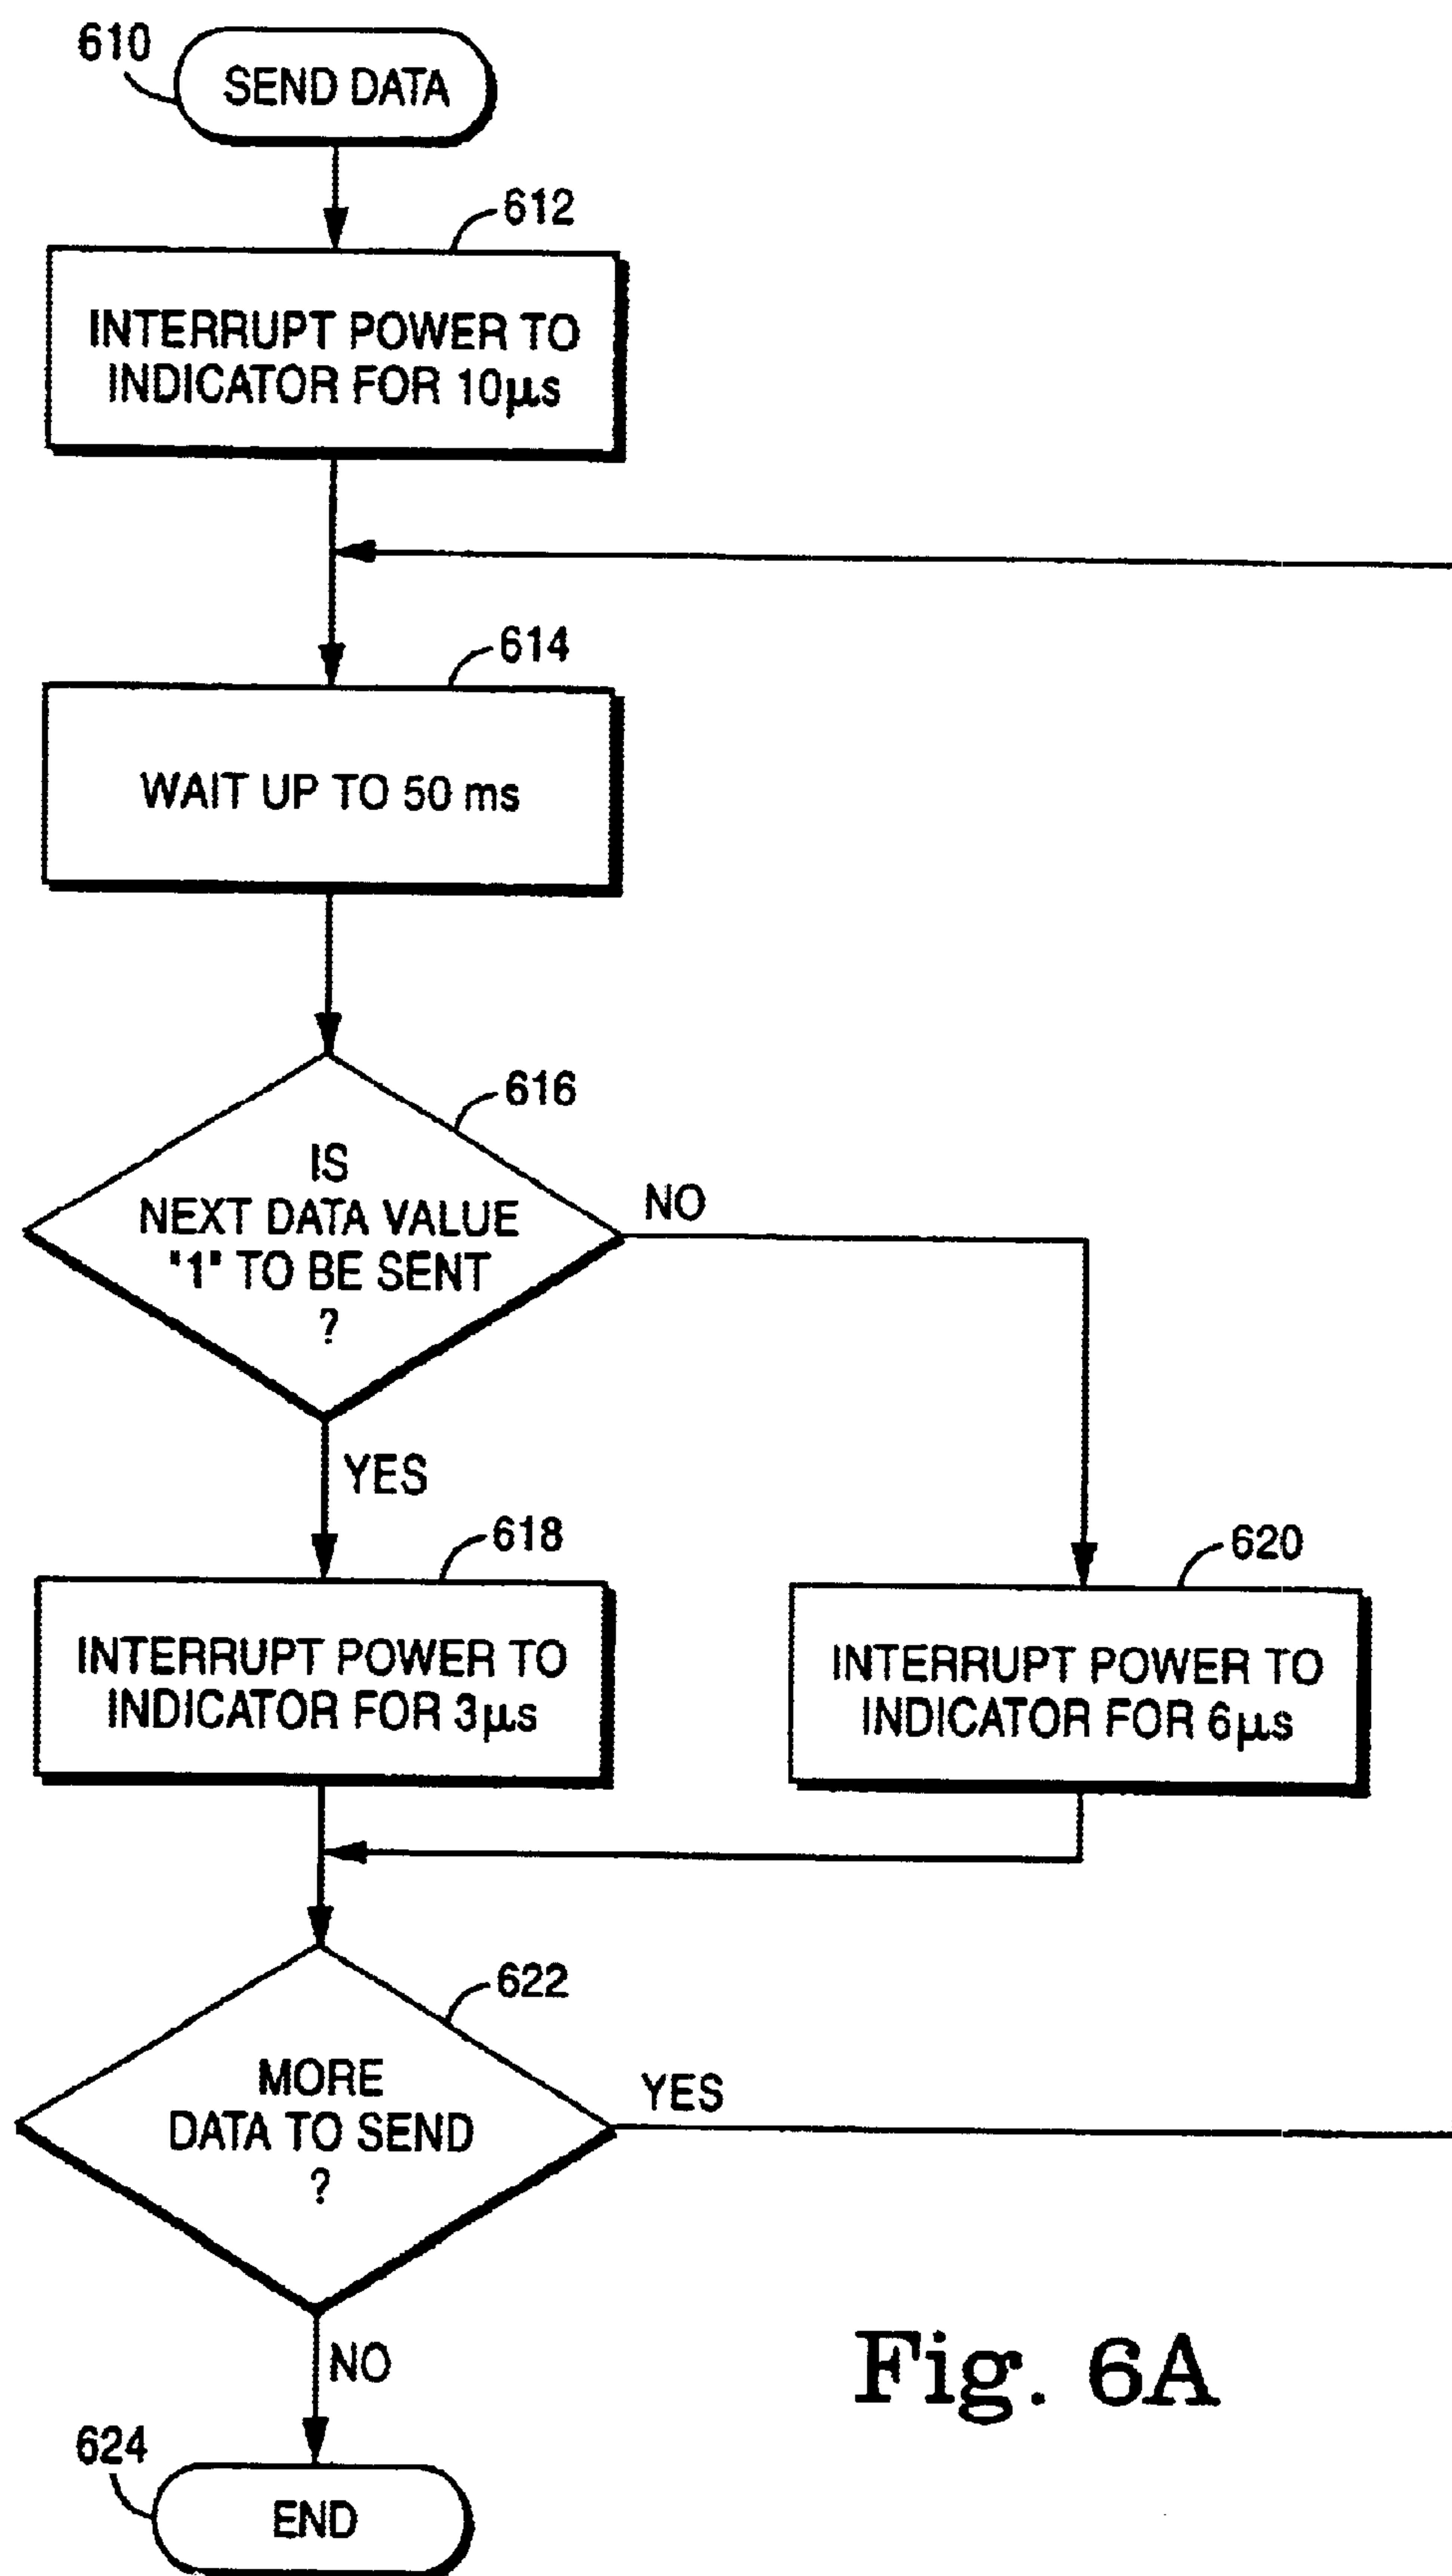 610
SEND DATA
612
INTERRUPT POWER TO
INDICATOR FOR 10μs
614
WAIT UP TO 50 ms
616
IS
NEXT DATA VALUE
"1" TO BE SENT
?
NO
YES
618
INTERRUPT POWER TO
INDICATOR FOR 3μs
620
INTERRUPT POWER TO
INDICATOR FOR 6μs
622
MORE
DATA TO SEND
?
YES
NO
624
END
Fig. 6A